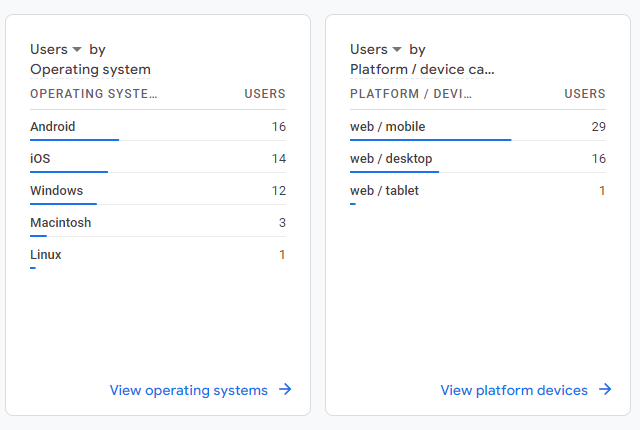 Users by
Operating system
OPERATING SYSTE...
USERS
Android 16
iOS 14
Windows 12
Macintosh 3
Linux 1
View operating systems
Users by
Platform / device ca...
PLATFORM / DEVI...
USERS
web / mobile 29
web / desktop 16
web / tablet 1
View platform devices